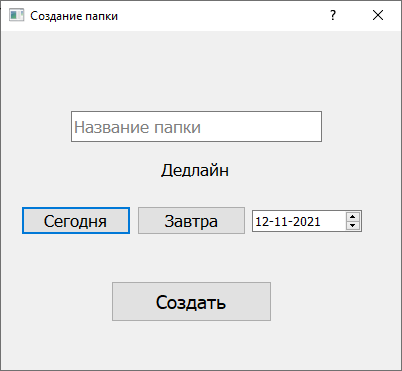 Создание папки
?
Название папки
Дедлайн
Сегодня Завтра 12-11-2021
Создать